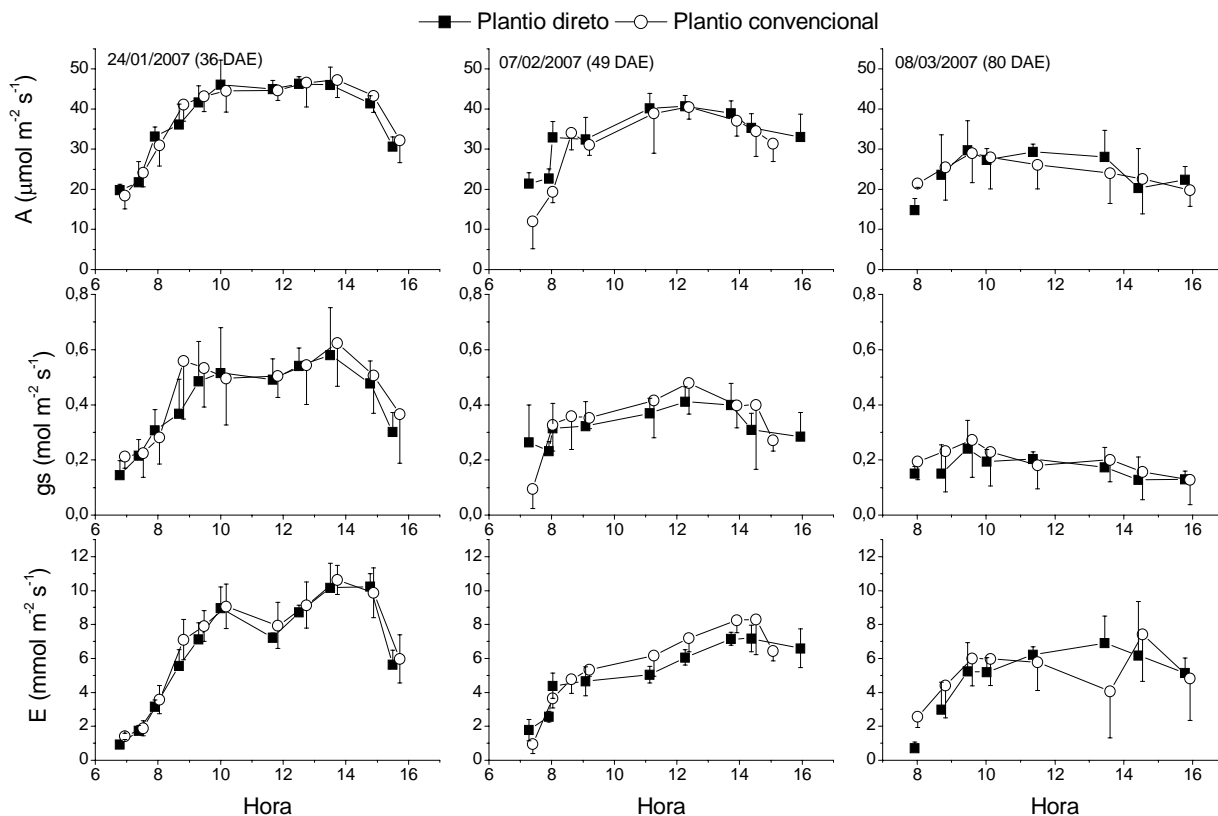 Plantio direto Plantio convencional
24/01/2007 (36 DAE)
07/02/2007 (49 DAE)
08/03/2007 (80 DAE)
A (μmol m⁻² s⁻¹)
50
40
30
20
10
0
6 8 10 12 14 16
50
40
30
20
10
0
6 8 10 12 14 16
50
40
30
20
10
0
8 10 12 14 16
gs (mol m⁻² s⁻¹)
0,8
0,6
0,4
0,2
0,0
6 8 10 12 14 16
0,8
0,6
0,4
0,2
0,0
6 8 10 12 14 16
0,8
0,6
0,4
0,2
0,0
8 10 12 14 16
E (mmol m⁻² s⁻¹)
12
10
8
6
4
2
0
6 8 10 12 14 16
Hora
12
10
8
6
4
2
0
6 8 10 12 14 16
Hora
12
10
8
6
4
2
0
8 10 12 14 16
Hora